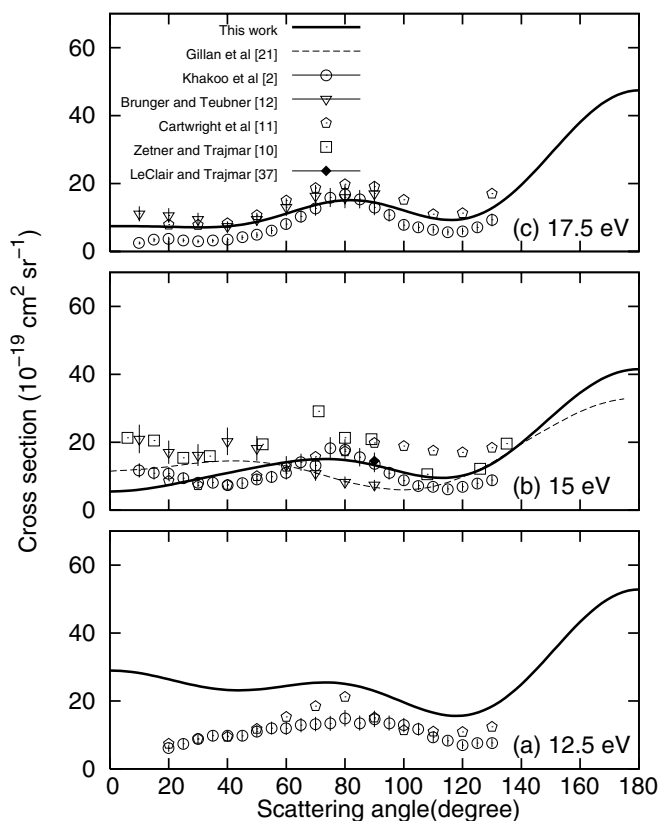 60
40
20
0
This work
Gillan et al [21]
Khakoo et al [2]
Brunger and Teubner [12]
Cartwright et al [11]
Zetner and Trajmar [10]
LeClair and Trajmar [37]
(c) 17.5 eV
60
40
20
0
(b) 15 eV
60
40
20
0
(a) 12.5 eV
0 20 40 60 80 100 120 140 160 180
Scattering angle(degree)
Cross section (10⁻¹⁹ cm² sr⁻¹)